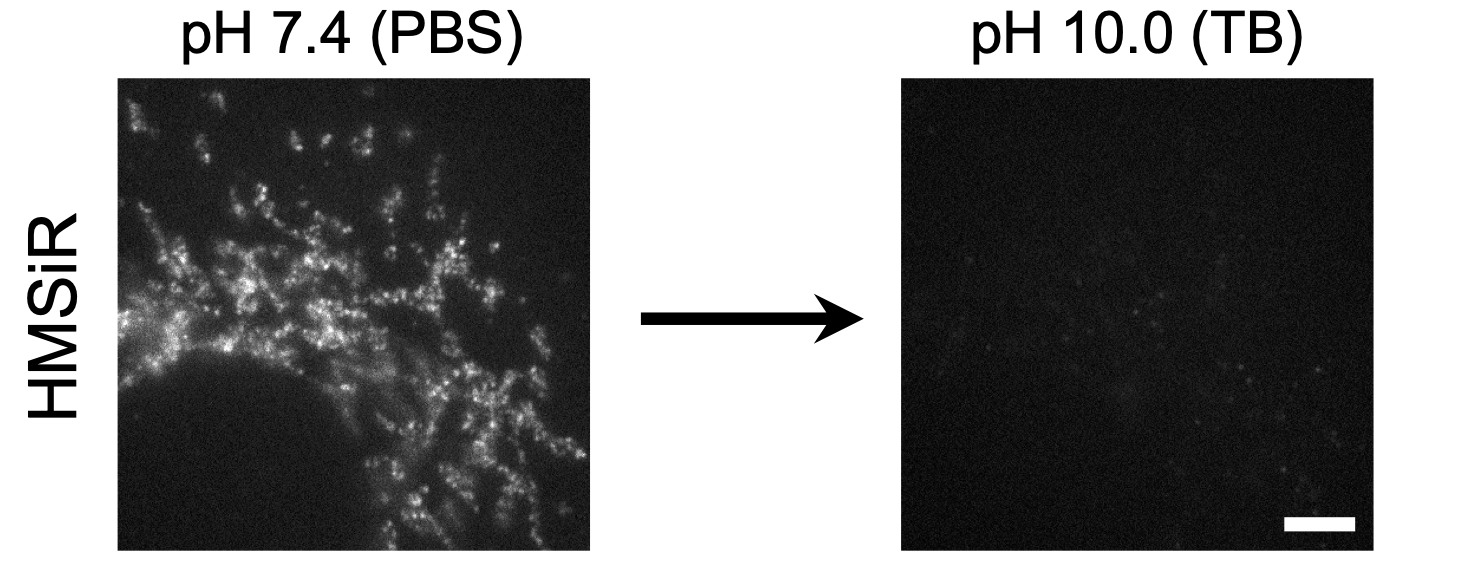 pH 7.4 (PBS)
pH 10.0 (TB)
HMSiR